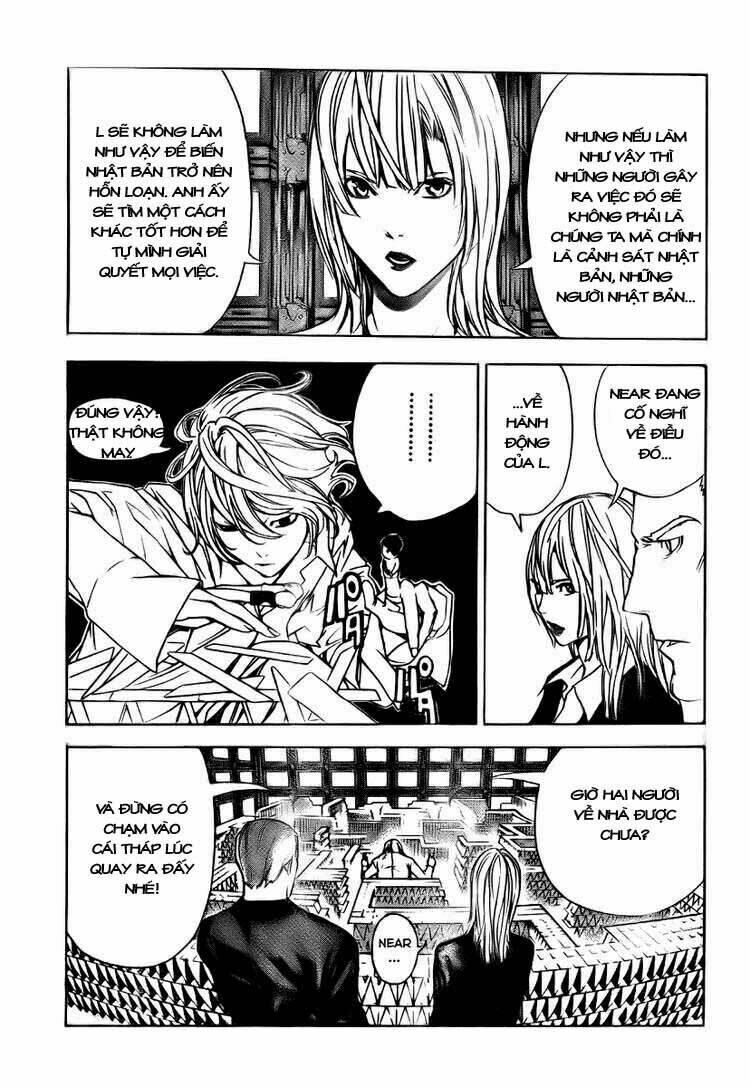 NHƯNG NẾU LÀM
NHƯ VẬY THÌ
NHỮNG NGƯỜI GÂY
RA VIỆC ĐÓ SẼ
KHÔNG PHẢI LÀ
CHÚNG TA MÀ CHÍNH
LÀ CẢNH SÁT NHẬT
BẢN, NHỮNG
NGƯỜI NHẬT BẢN...
L SẼ KHÔNG LÀM
NHƯ VẬY ĐỂ BIẾN
NHẬT BẢN TRỞ NÊN
HỖN LOẠN. ANH ẤY
SẼ TÌM MỘT CÁCH
KHÁC TỐT HƠN ĐỂ
TỰ MÌNH GIẢI
QUYẾT MỌI VIỆC.
NEAR ĐANG
CỐ NGHĨ
VỀ ĐIỀU
ĐÓ...
...VỀ
HÀNH
ĐỘNG
CỦA L.
ĐÚNG VẬY!
THẬT KHÔNG
MAY.
파
악
악
GIỜ HAI NGƯỜI
VỀ NHÀ ĐƯỢC
CHƯA?
VÀ ĐỪNG CÓ
CHẠM VÀO
CÁI THÁP LÚC
QUAY RA ĐẤY
NHÉ!
NEAR
...